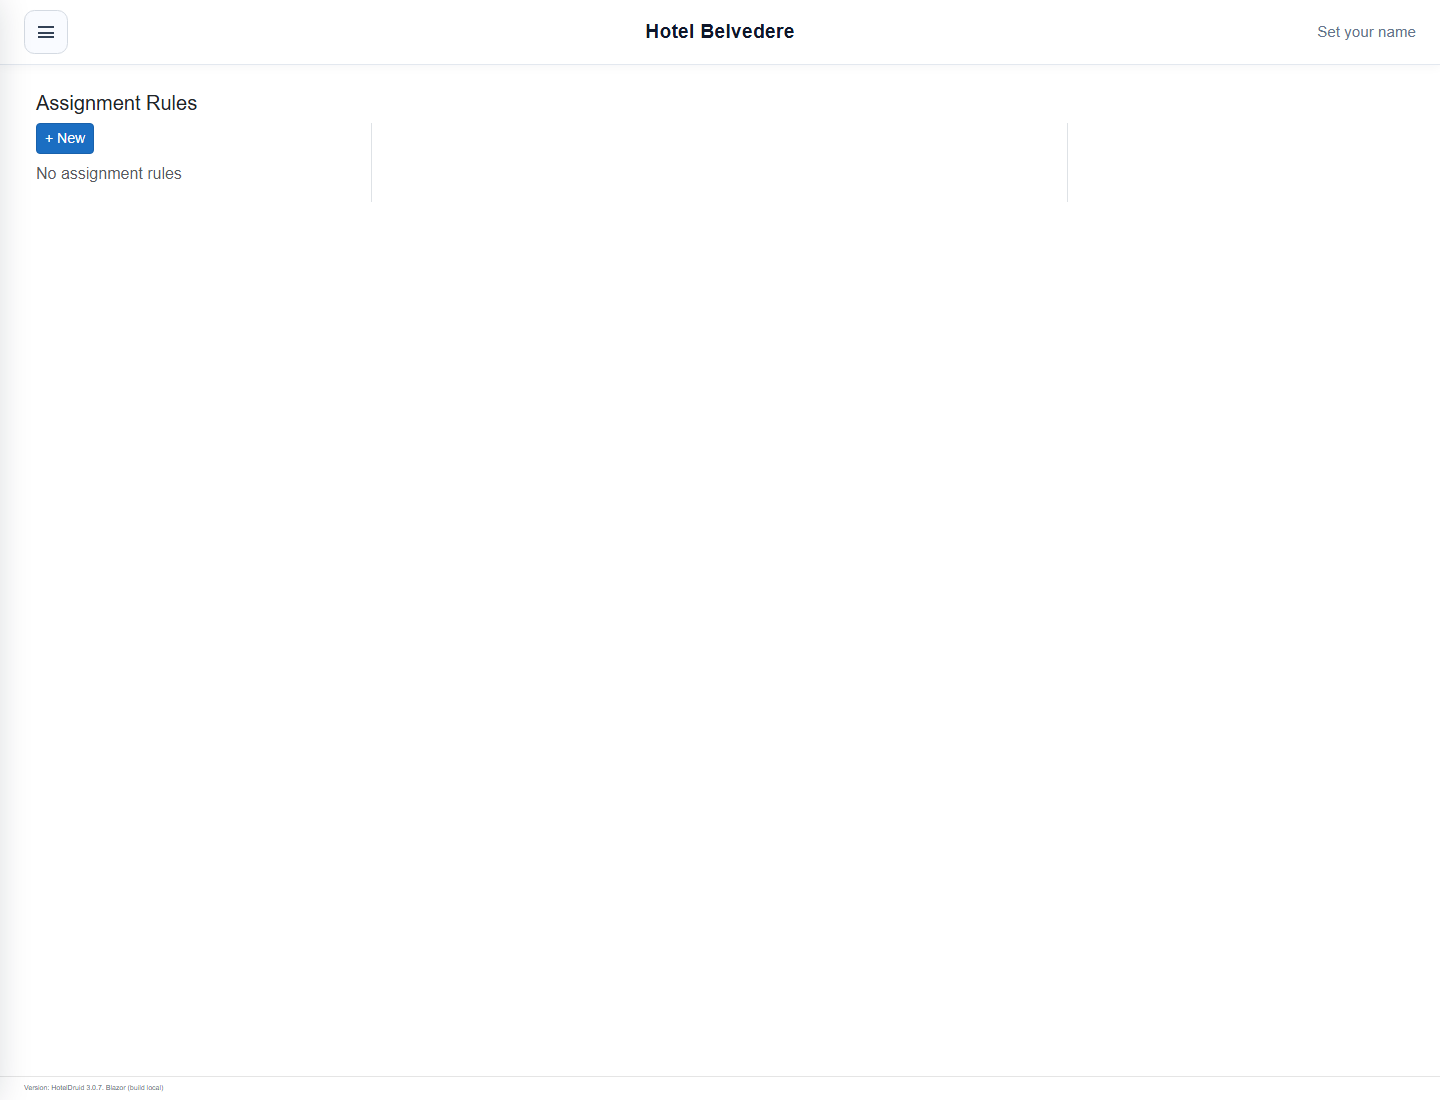 Hotel Belvedere
Set your name
Assignment Rules
+ New
No assignment rules
Version: HotelDruid 3.0.7. Blazor (build local)